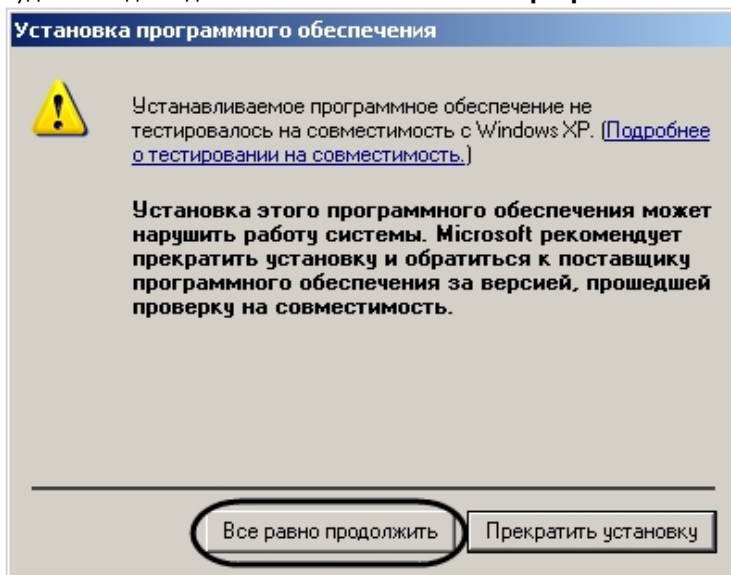 Установка программного обеспечения
Устанавливаемое программное обеспечение не
тестировалось на совместимость с Windows XP. (Подробнее
о тестировании на совместимость.)
Установка этого программного обеспечения может
нарушить работу системы. Microsoft рекомендует
прекратить установку и обратиться к поставщику
программного обеспечения за версией, прошедшей
проверку на совместимость.
Все равно продолжить
Прекратить установку